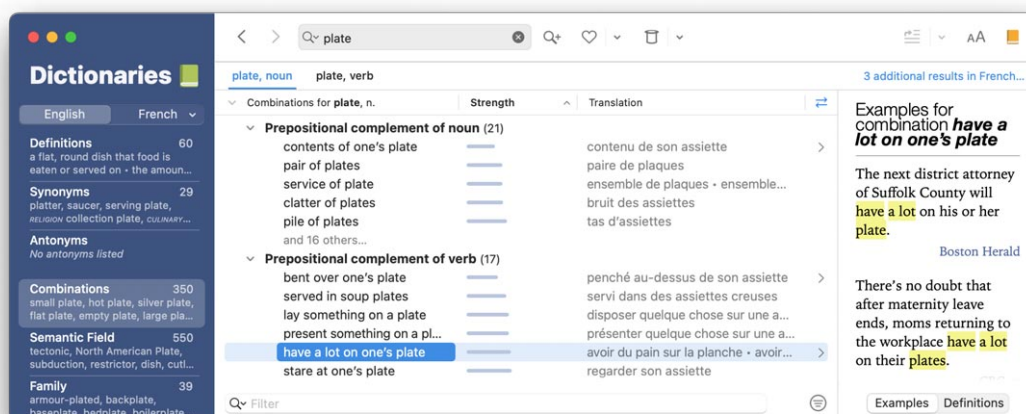 plate
Dictionaries
plate, noun
plate, verb
3 additional results in French...
English
French
Combinations for plate, n.
Strength
Translation
Definitions 60
a flat, round dish that food is
eaten or served on • the amoun...
Synonyms 29
platter, saucer, serving plate,
RELIGION collection plate, CULINARY...
Antonyms
No antonyms listed
Combinations 350
small plate, hot plate, silver plate,
flat plate, empty plate, large pla...
Semantic Field 550
tectonic, North American Plate,
subduction, restrictor, dish, cutl...
Family 39
armour-plated, backplate,
baseplate, bedplate, boilerplate
Prepositional complement of noun (21)
contents of one's plate contenu de son assiette
pair of plates paire de plaques
service of plate ensemble de plaques • ensemble...
clatter of plates bruit des assiettes
pile of plates tas d'assiettes
and 16 others...
Prepositional complement of verb (17)
bent over one's plate penché au-dessus de son assiette
served in soup plates servi dans des assiettes creuses
lay something on a plate disposer quelque chose sur une a...
present something on a pl... présenter quelque chose sur une a...
have a lot on one's plate avoir du pain sur la planche • avoir...
stare at one's plate regarder son assiette
Filter
Examples for
combination have a
lot on one's plate
The next district attorney
of Suffolk County will
have a lot on his or her
plate.
Boston Herald
There's no doubt that
after maternity leave
ends, moms returning to
the workplace have a lot
on their plates.
Examples
Definitions
AA